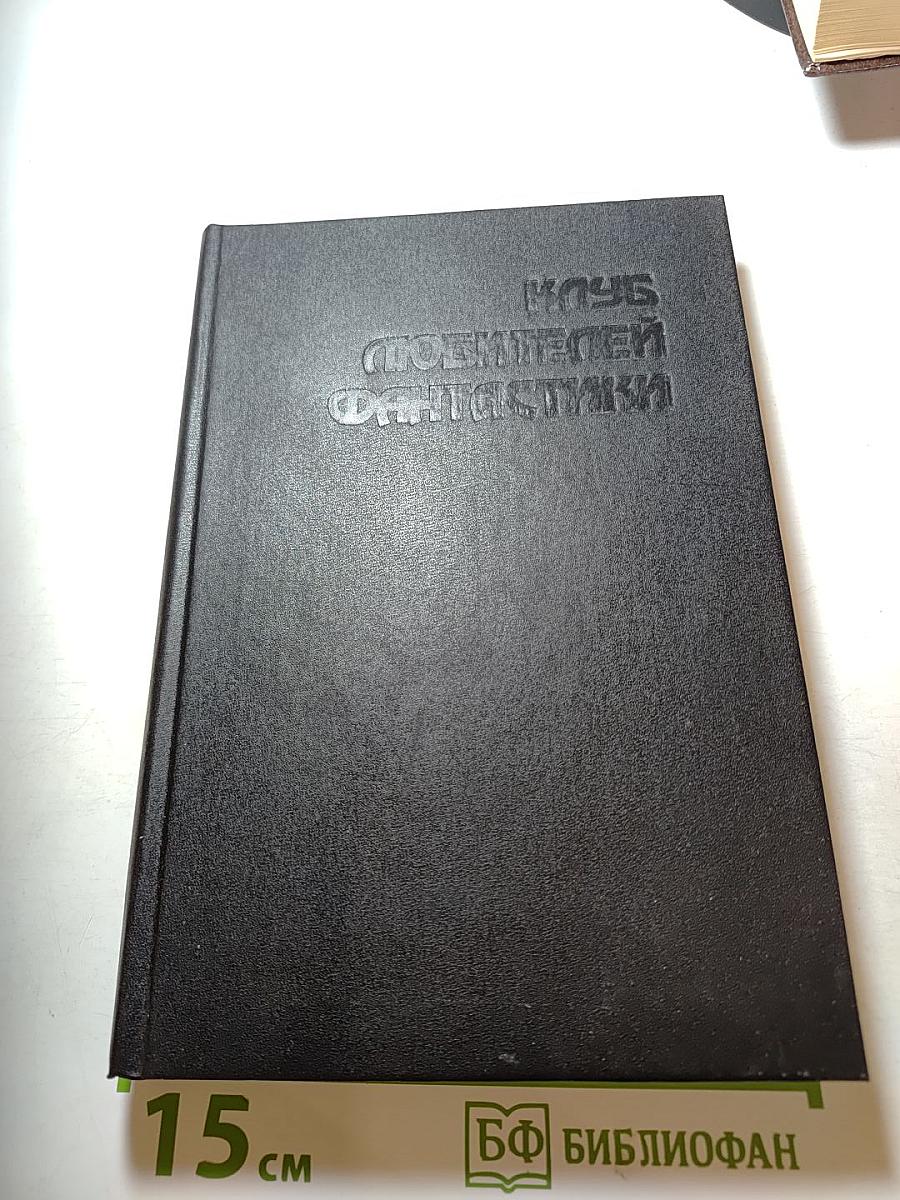 КЛУБ
ЛЮБИТЕЛЕЙ
ФАНТАСТИКИ
15 см
БФ БИБЛИОФАН